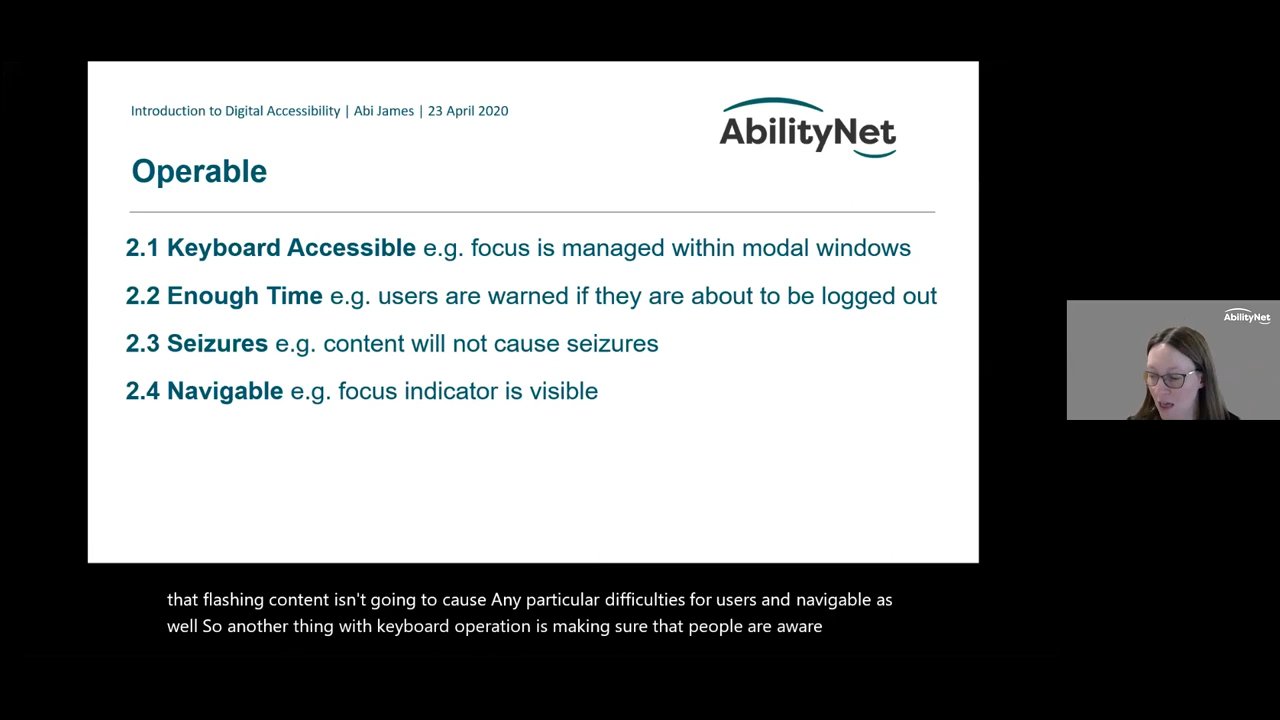 Introduction to Digital Accessibility | Abi James | 23 April 2020
AbilityNet
Operable
2.1 Keyboard Accessible e.g. focus is managed within modal windows
2.2 Enough Time e.g. users are warned if they are about to be logged out
2.3 Seizures e.g. content will not cause seizures
2.4 Navigable e.g. focus indicator is visible
AbilityNet
that flashing content isn't going to cause Any particular difficulties for users and navigable as
well So another thing with keyboard operation is making sure that people are aware